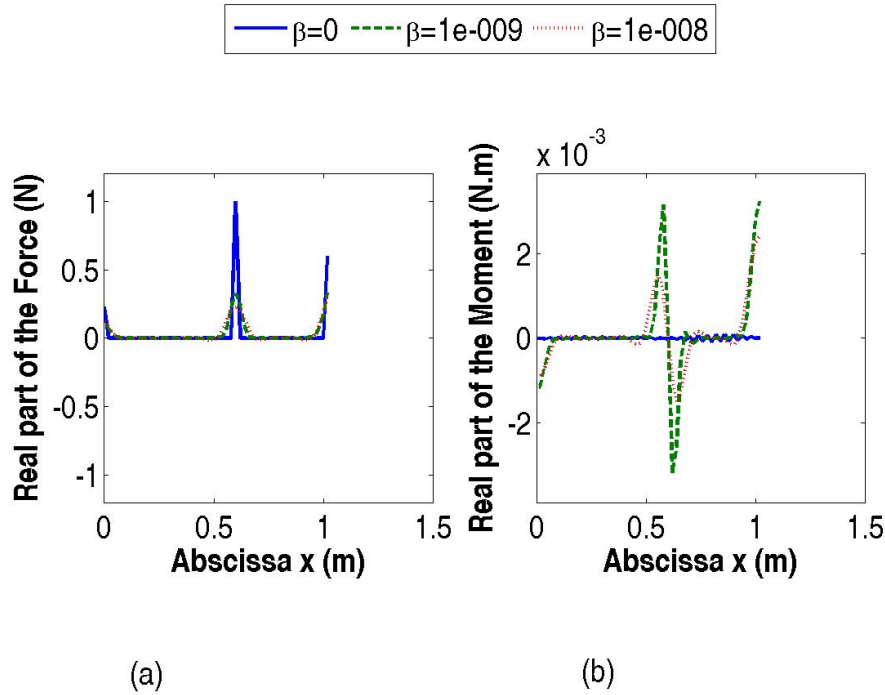 β=0 β=1e-009 β=1e-008
Real part of the Force (N)
1
0.5
0
-0.5
-1
0 0.5 1 1.5
Abscissa x (m)
(a)
x 10-3
Real part of the Moment (N.m)
2
0
-2
0 0.5 1 1.5
Abscissa x (m)
(b)